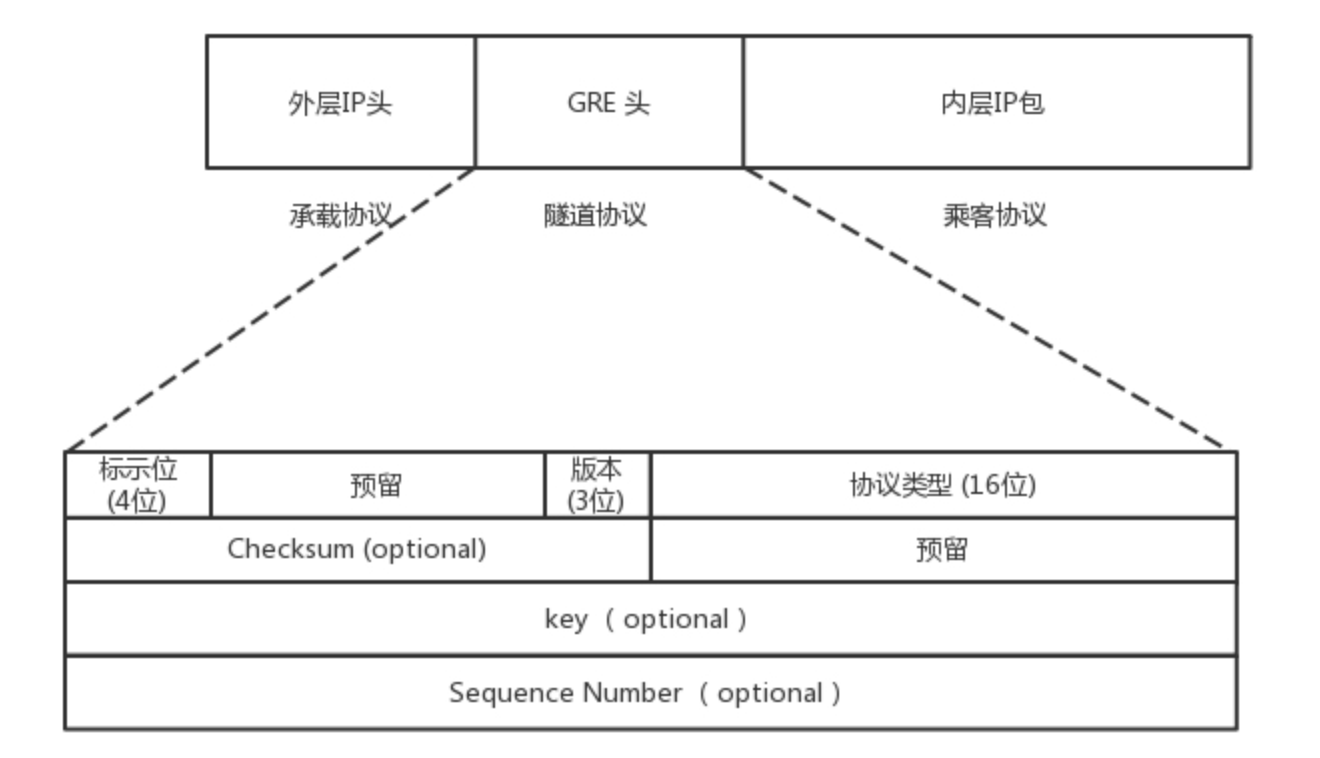 外层IP头
GRE 头
内层IP包
承载协议
隧道协议
乘客协议
标示位
(4位)
预留
版本
(3位)
协议类型 (16位)
Checksum (optional)
预留
key （ optional ）
Sequence Number （ optional ）